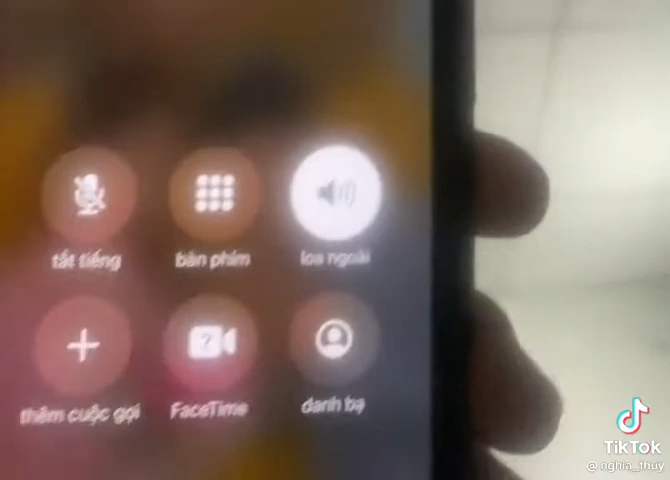 tắt tiếng bàn phím loa ngoài
?
thêm cuộc gọi FaceTime danh bạ
TikTok
@nghia_thuy